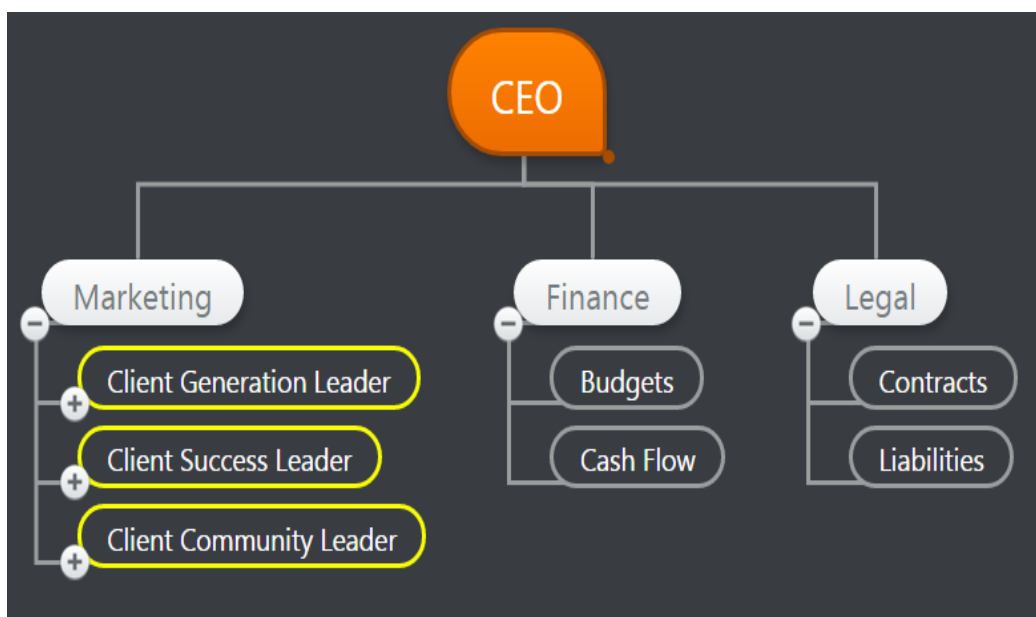 CEO
Marketing
Client Generation Leader
Client Success Leader
Client Community Leader
Finance
Budgets
Cash Flow
Legal
Contracts
Liabilities